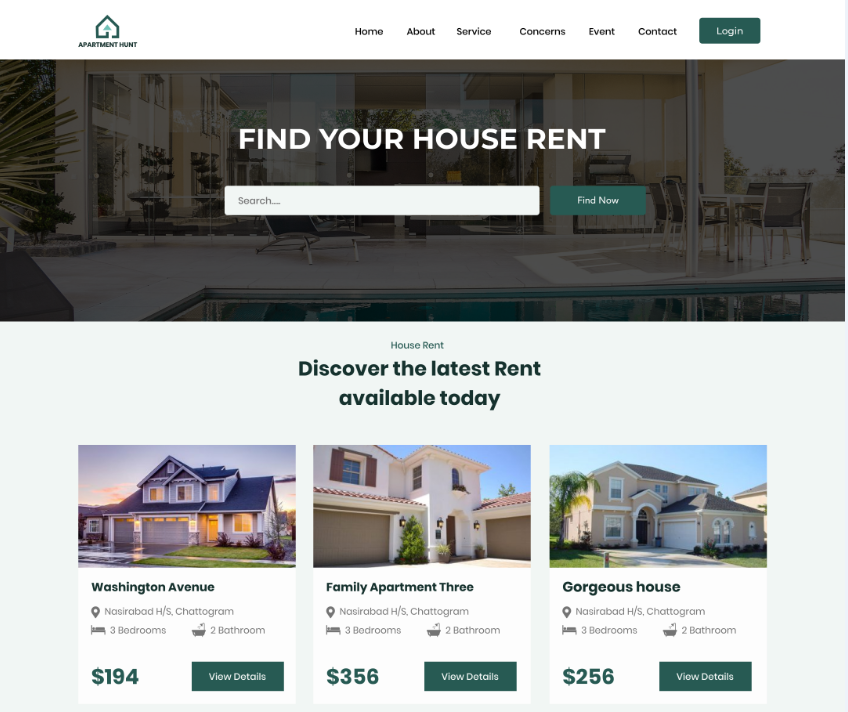 APARTMENT HUNT
Home About Service Concerns Event Contact Login
FIND YOUR HOUSE RENT
Search..... Find Now
House Rent
Discover the latest Rent
available today
Washington Avenue
Nasirabad H/S, Chattogram
3 Bedrooms 2 Bathroom
$194 View Details
Family Apartment Three
Nasirabad H/S, Chattogram
3 Bedrooms 2 Bathroom
$356 View Details
Gorgeous house
Nasirabad H/S, Chattogram
3 Bedrooms 2 Bathroom
$256 View Details